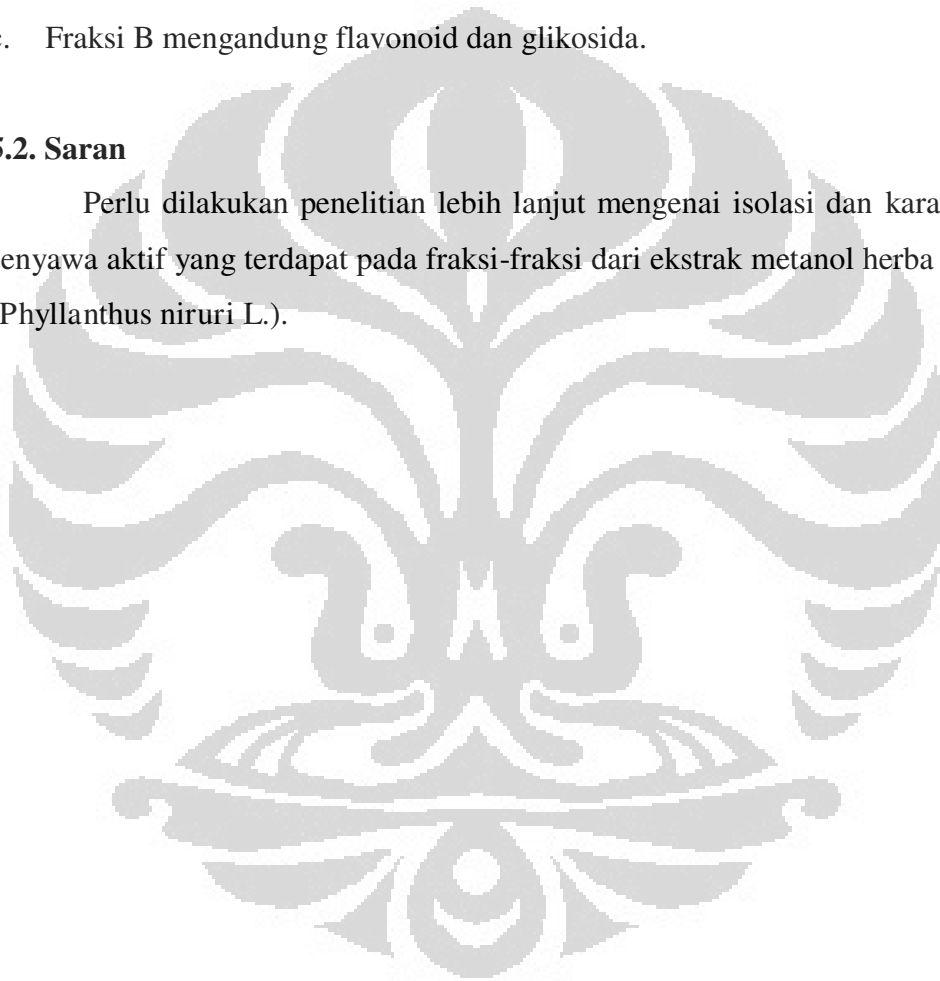 c. Fraksi B mengandung flavonoid dan glikosida.
5.2. Saran
Perlu dilakukan penelitian lebih lanjut mengenai isolasi dan kara
enyawa aktif yang terdapat pada fraksi-fraksi dari ekstrak metanol herba
Phyllanthus niruri L.).